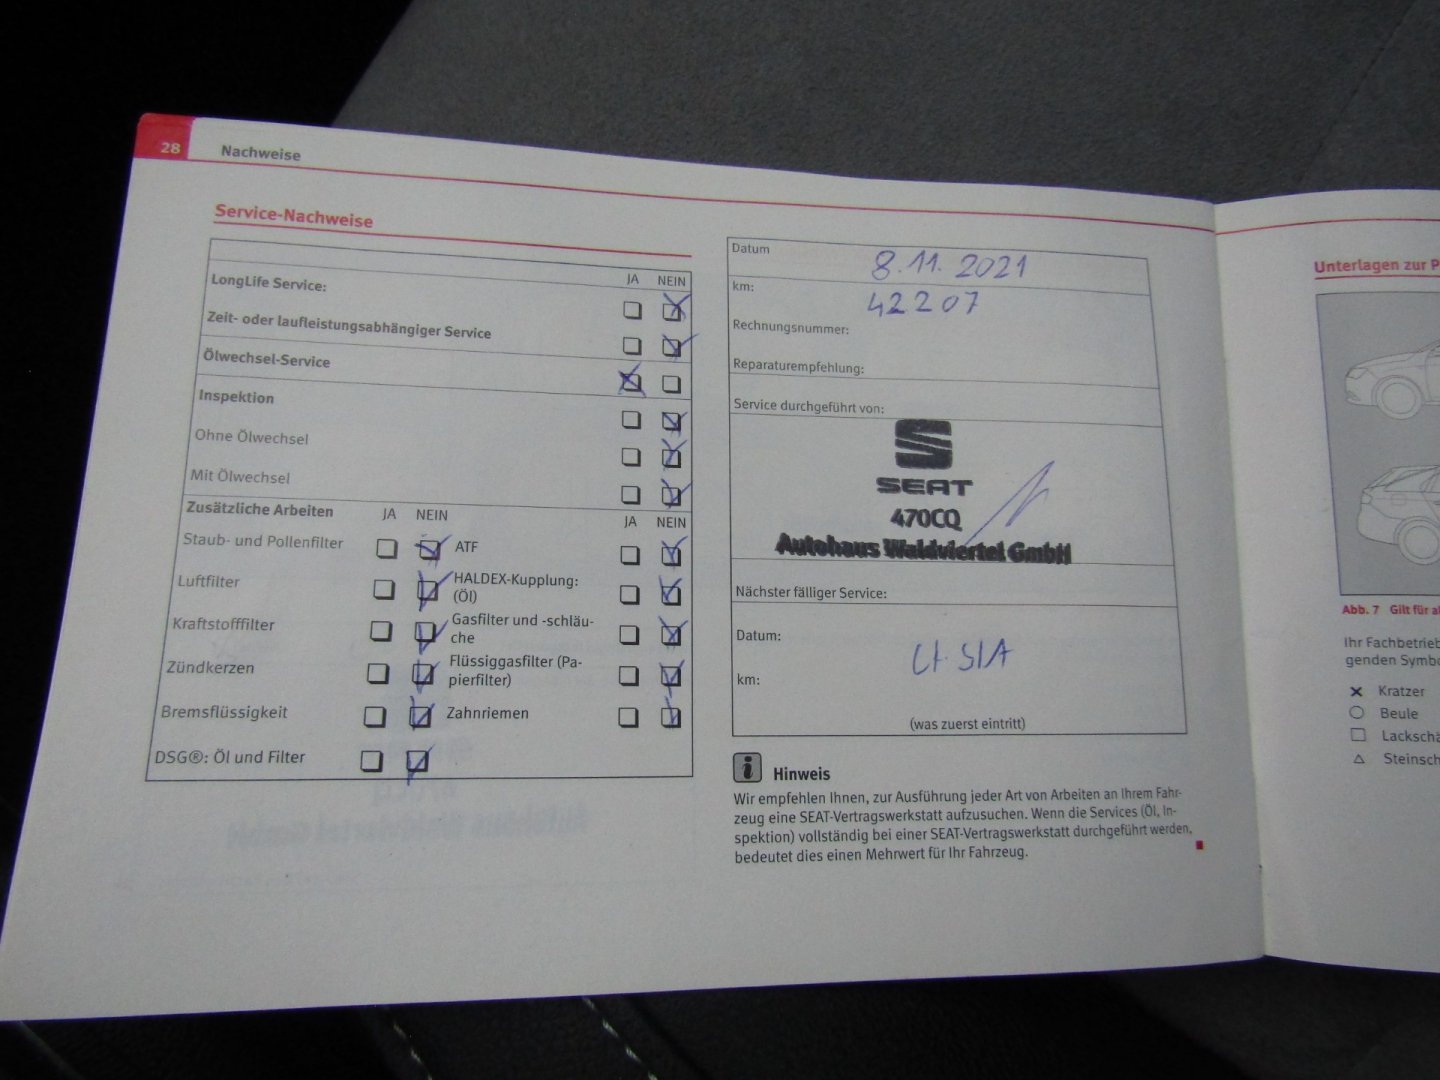 28 Nachweise
Service-Nachweise
JA NEIN
LongLife Service:
Zeit- oder laufleistungsabhängiger Service
Ölwechsel-Service
Inspektion
Ohne Ölwechsel
Mit Ölwechsel
Zusätzliche Arbeiten JA NEIN JA NEIN
Staub- und Pollenfilter ATF
Luftfilter HALDEX-Kupplung:
(Öl)
Kraftstofffilter Gasfilter und -schläu-
che
Zündkerzen Flüssiggasfilter (Pa-
pierfilter)
Bremsflüssigkeit Zahnriemen
DSG®: Öl und Filter
Datum 8.11.2021
km: 42207
Rechnungsnummer:
Reparaturempfehlung:
Service durchgeführt von:
SEAT
470CQ
Autohaus Waldviertel GmbH
Nächster fälliger Service:
Datum:
Lt. SIA
km:
(was zuerst eintritt)
i Hinweis
Wir empfehlen Ihnen, zur Ausführung jeder Art von Arbeiten an Ihrem Fahr-
zeug eine SEAT-Vertragswerkstatt aufzusuchen. Wenn die Services (Öl, In-
spektion) vollständig bei einer SEAT-Vertragswerkstatt durchgeführt werden,
bedeutet dies einen Mehrwert für Ihr Fahrzeug.
Unterlagen zur P
Abb. 7 Gilt für al
Ihr Fachbetrieb
genden Symbo
Kratzer
Beule
Lackschä
Steinsch